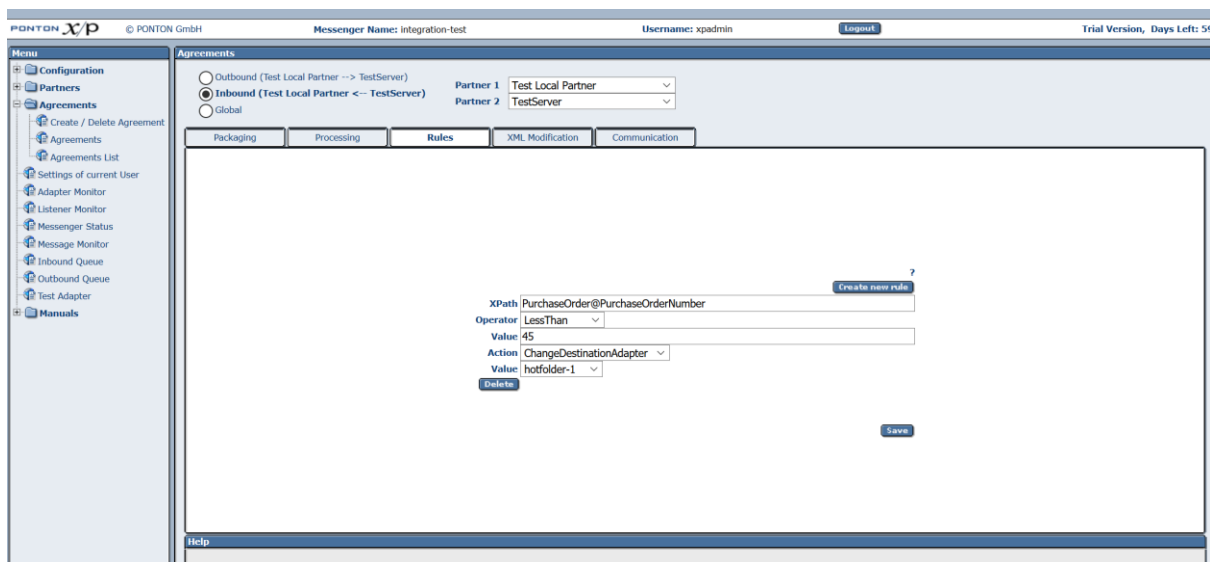 PONTON X/P © PONTON GmbH Messenger Name: integration-test Username: xpadmin Logout Trial Version, Days Left: 59
Menu
Configuration
Partners
Agreements
Create / Delete Agreement
Agreements
Agreements List
Settings of current User
Adapter Monitor
Listener Monitor
Messenger Status
Message Monitor
Inbound Queue
Outbound Queue
Test Adapter
Manuals
Agreements
Outbound (Test Local Partner --> TestServer)
Inbound (Test Local Partner <-- TestServer)
Global
Partner 1 Test Local Partner
Partner 2 TestServer
Packaging Processing Rules XML Modification Communication
?
Create new rule
XPath PurchaseOrder@PurchaseOrderNumber
Operator LessThan
Value 45
Action ChangeDestinationAdapter
Value hotfolder-1
Delete
Save
Help